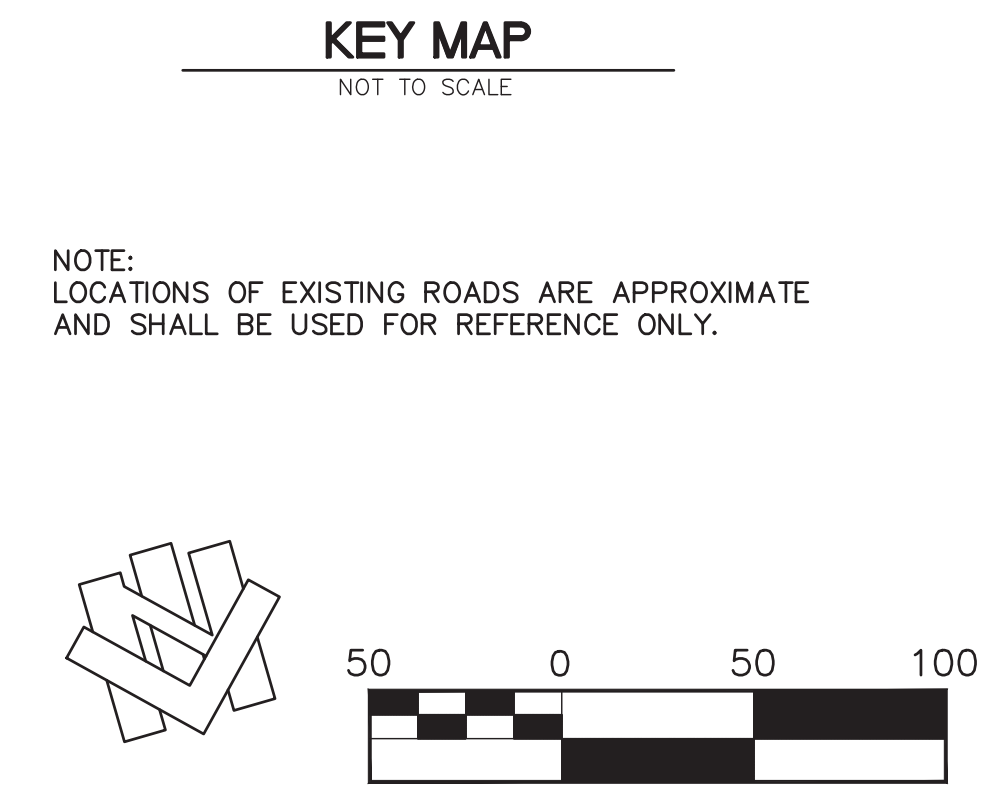 KEY MAP
NOT TO SCALE
NOTE:
LOCATIONS OF EXISTING ROADS ARE APPROXIMATE
AND SHALL BE USED FOR REFERENCE ONLY.
50 0 50 100